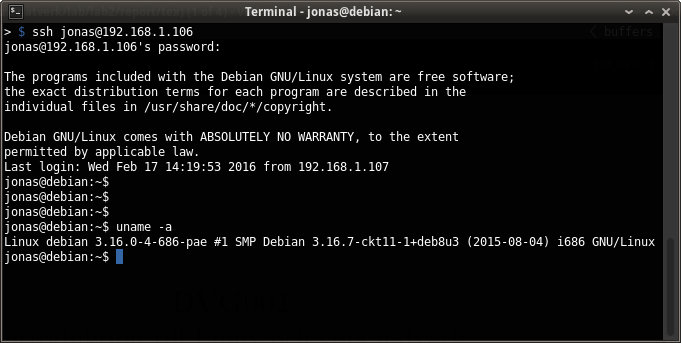 Terminal - jonas@debian: ~
buffers
> $ ssh jonas@192.168.1.106
jonas@192.168.1.106's password:
The programs included with the Debian GNU/Linux system are free software;
the exact distribution terms for each program are described in the
individual files in /usr/share/doc/*/copyright.
Debian GNU/Linux comes with ABSOLUTELY NO WARRANTY, to the extent
permitted by applicable law.
Last login: Wed Feb 17 14:19:53 2016 from 192.168.1.107
jonas@debian:~$
jonas@debian:~$
jonas@debian:~$
jonas@debian:~$ uname -a
Linux debian 3.16.0-4-686-pae #1 SMP Debian 3.16.7-ckt11-1+deb8u3 (2015-08-04) i686 GNU/Linux
jonas@debian:~$